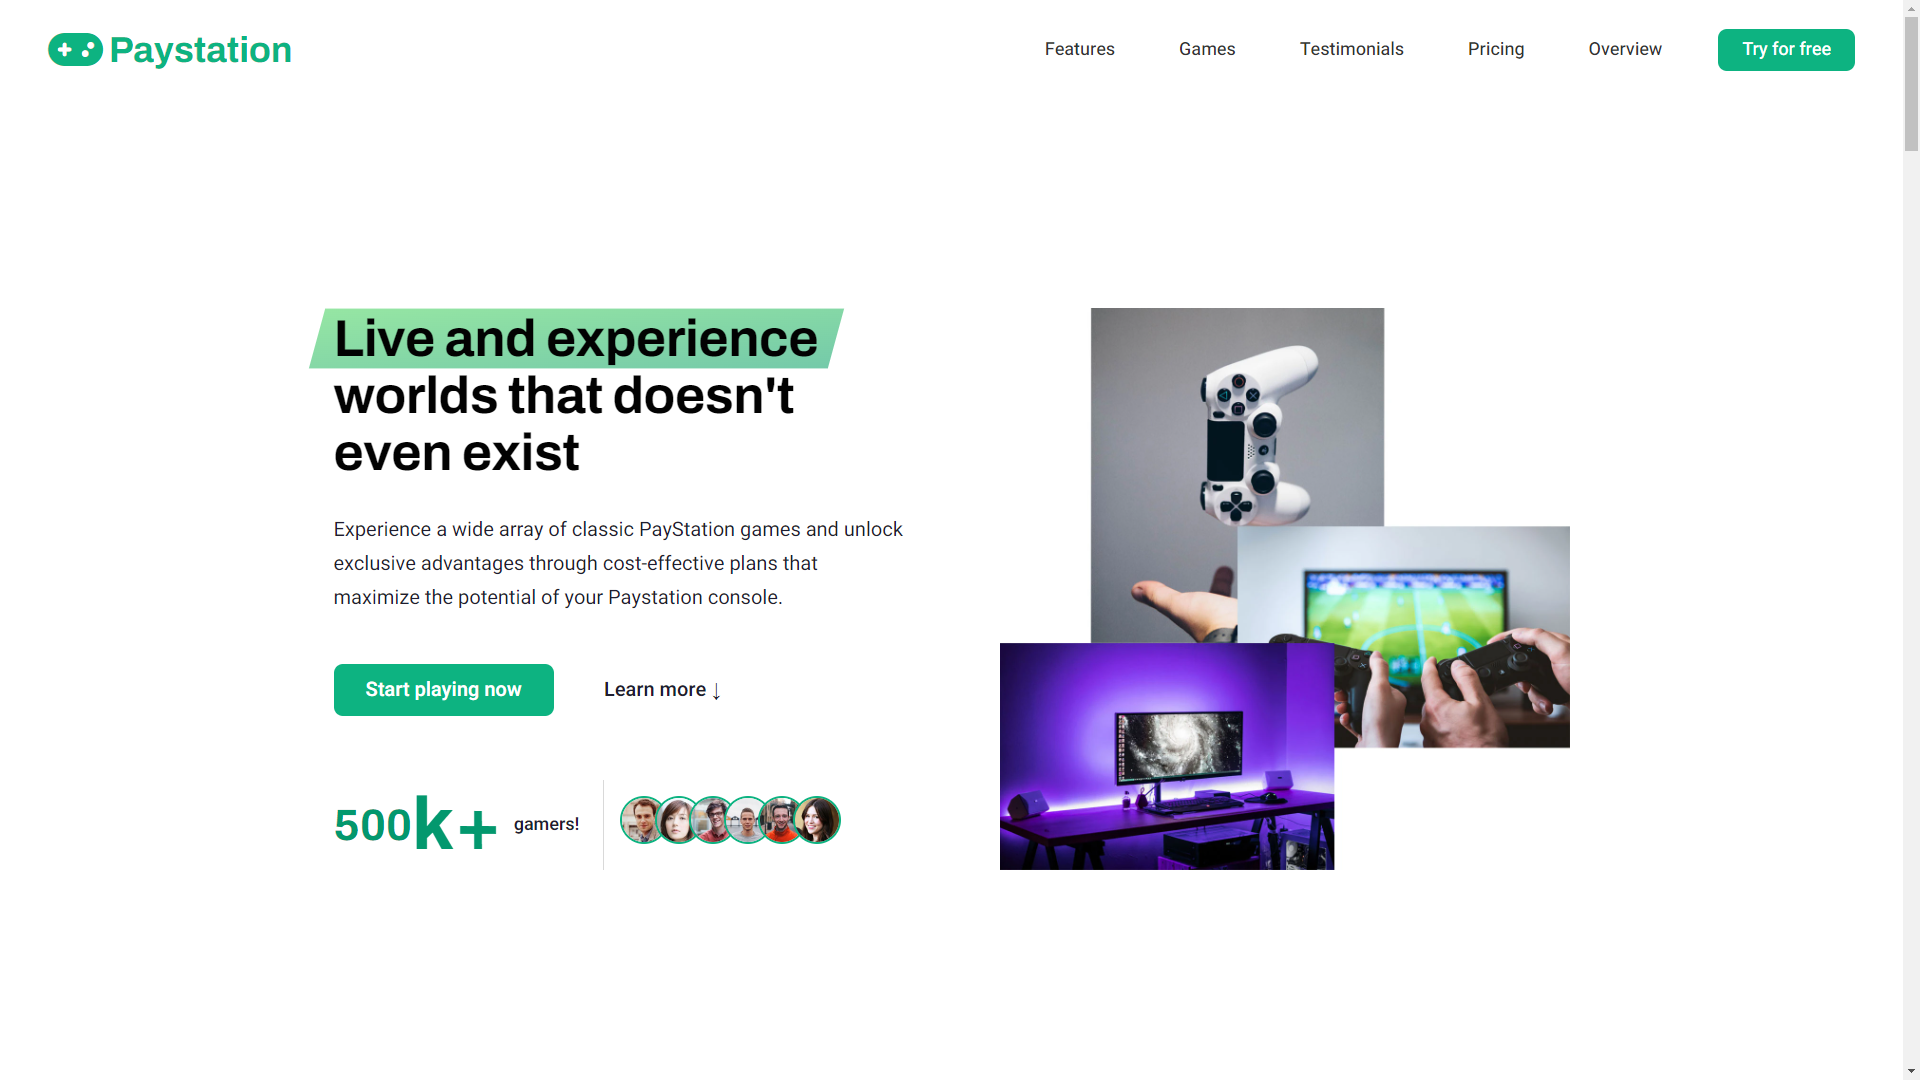 Paystation
Features
Games
Testimonials
Pricing
Overview
Try for free
Live and experience
worlds that doesn't
even exist
Experience a wide array of classic PayStation games and unlock
exclusive advantages through cost-effective plans that
maximize the potential of your Paystation console.
Start playing now
Learn more ↓
500k+ gamers!